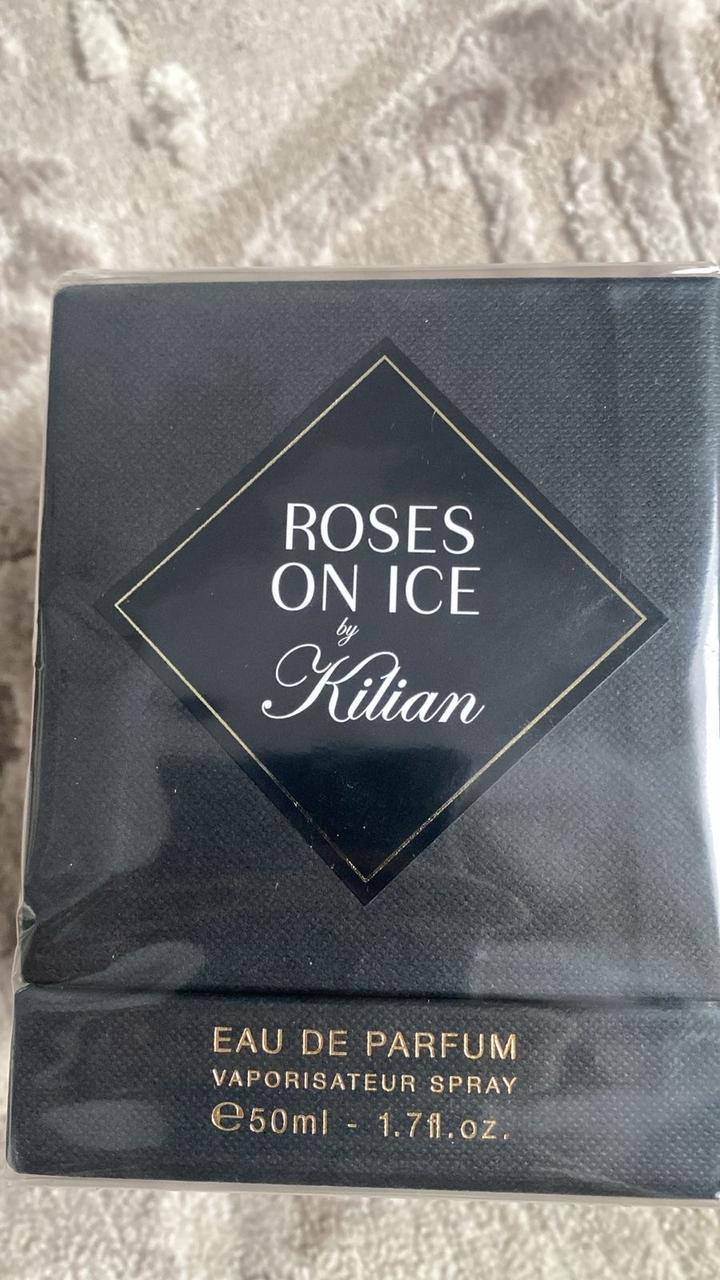 ROSES
ON ICE
by
Kilian
EAU DE PARFUM
VAPORISATEUR SPRAY
℮50ml - 1.7fl.oz.